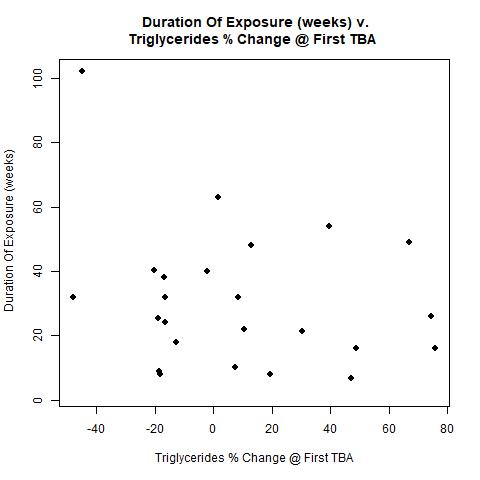 Duration Of Exposure (weeks) v.
Triglycerides % Change @ First TBA
Duration Of Exposure (weeks)
100
80
60
40
20
0
-40 -20 0 20 40 60 80
Triglycerides % Change @ First TBA